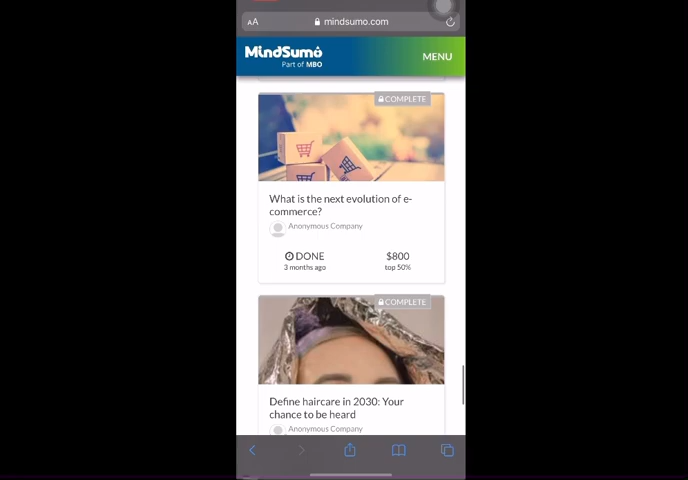 AA mindsumo.com
MindSumo
Part of MBO
MENU
COMPLETE
What is the next evolution of e-
commerce?
Anonymous Company
DONE $800
3 months ago top 50%
COMPLETE
Define haircare in 2030: Your
chance to be heard
Anonymous Company